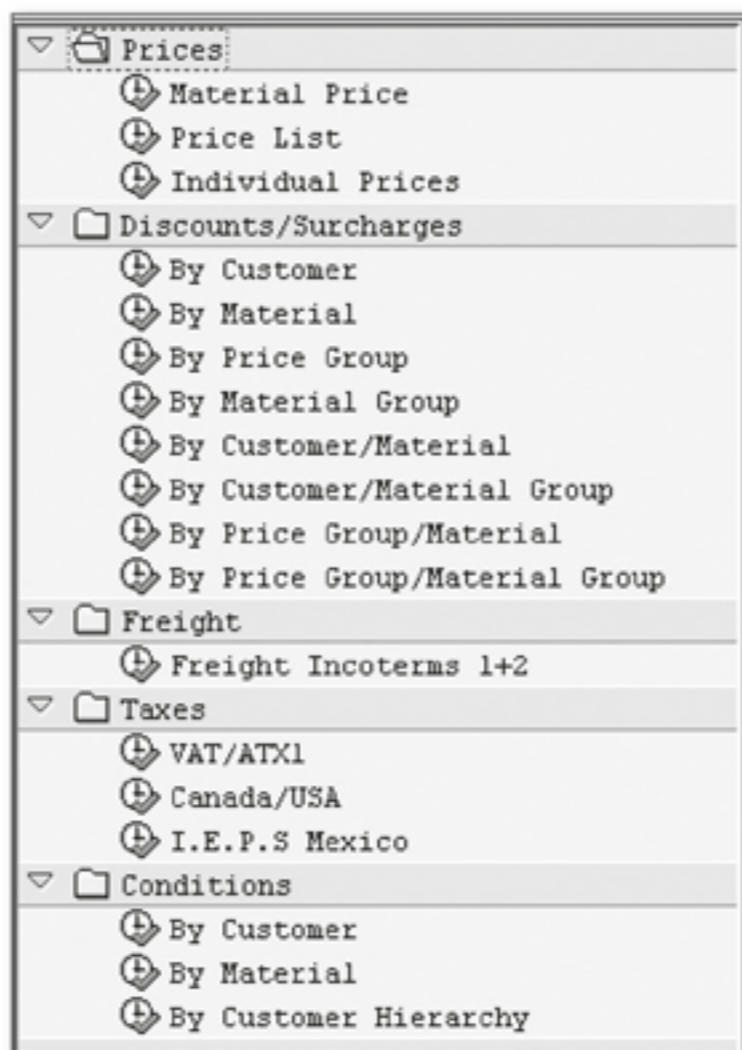 Prices
Material Price
Price List
Individual Prices
Discounts/Surcharges
By Customer
By Material
By Price Group
By Material Group
By Customer/Material
By Customer/Material Group
By Price Group/Material
By Price Group/Material Group
Freight
Freight Incoterms 1+2
Taxes
VAT/ATX1
Canada/USA
I.E.P.S Mexico
Conditions
By Customer
By Material
By Customer Hierarchy